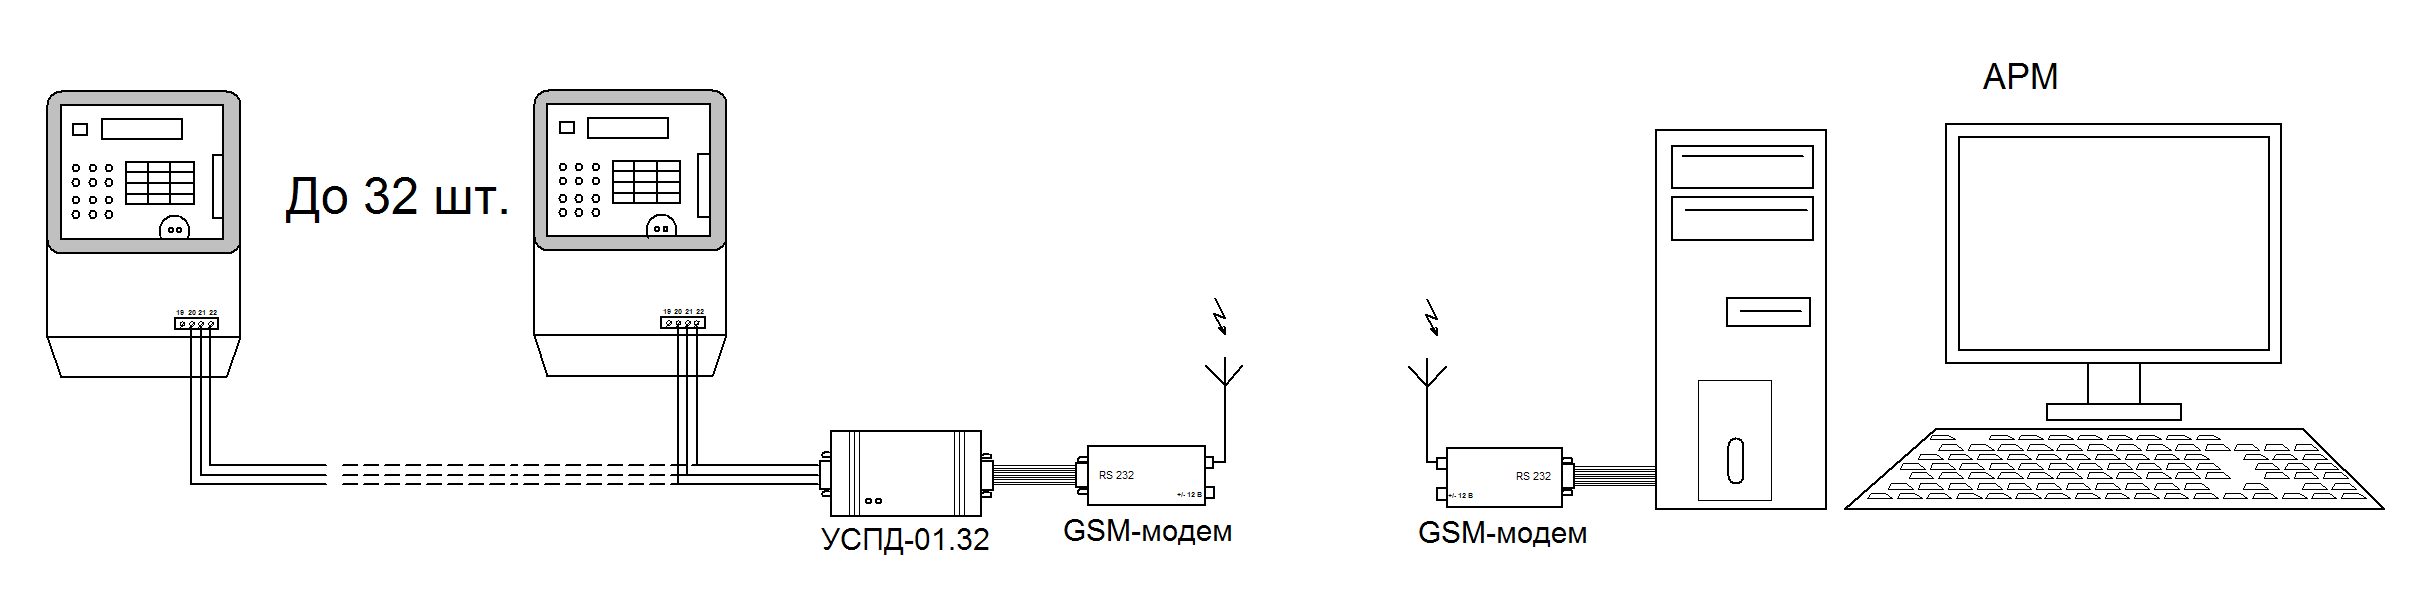 АРМ
До 32 шт.
19 20 21 22
19 20 21 22
RS 232
+/- 12 В
RS 232
+/- 12 В
УСПД-01.32
GSM-модем
GSM-модем